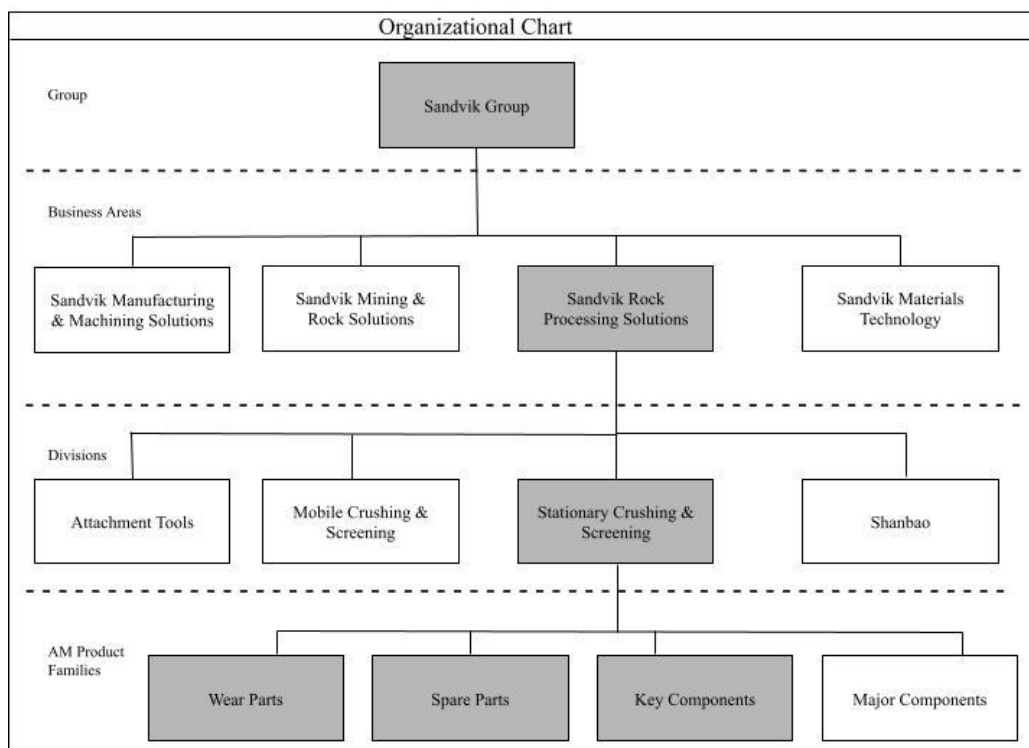 Organizational Chart
Group
Sandvik Group
Business Areas
Sandvik Manufacturing
& Machining Solutions
Sandvik Mining &
Rock Solutions
Sandvik Rock
Processing Solutions
Sandvik Materials
Technology
Divisions
Attachment Tools
Mobile Crushing &
Screening
Stationary Crushing &
Screening
Shanbao
AM Product
Families
Wear Parts
Spare Parts
Key Components
Major Components